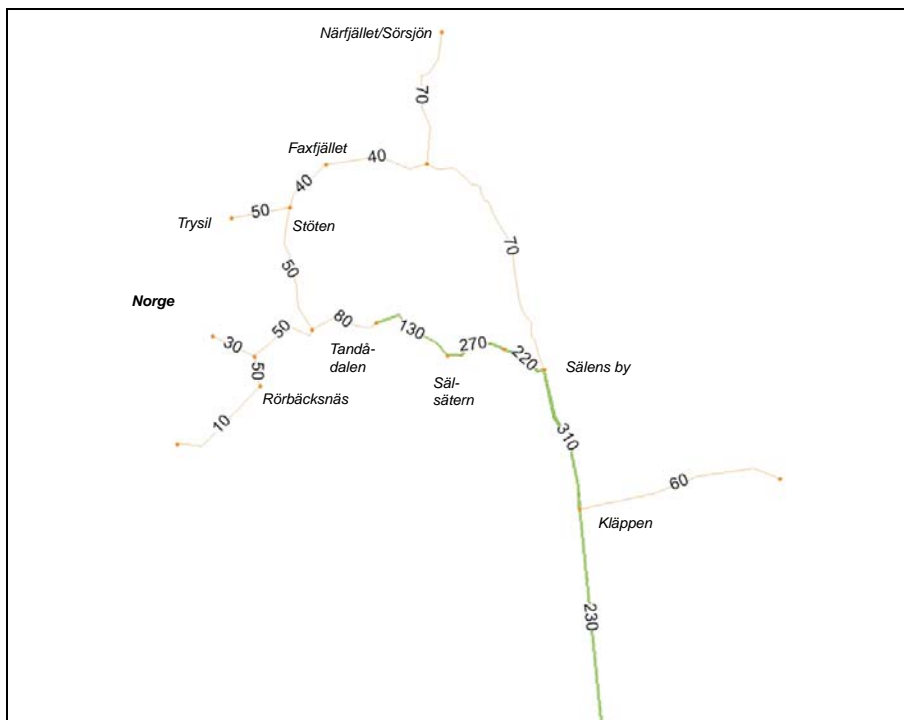 Närfjället/Sörsjön
70
Faxfjället
40
40
Trysil
50
Stöten
70
50
Norge
30
50
80
130
270
220
Tandå-
dalen
Säl-
sätern
Sälens by
50
Rörbäcksnäs
10
310
60
Kläppen
230